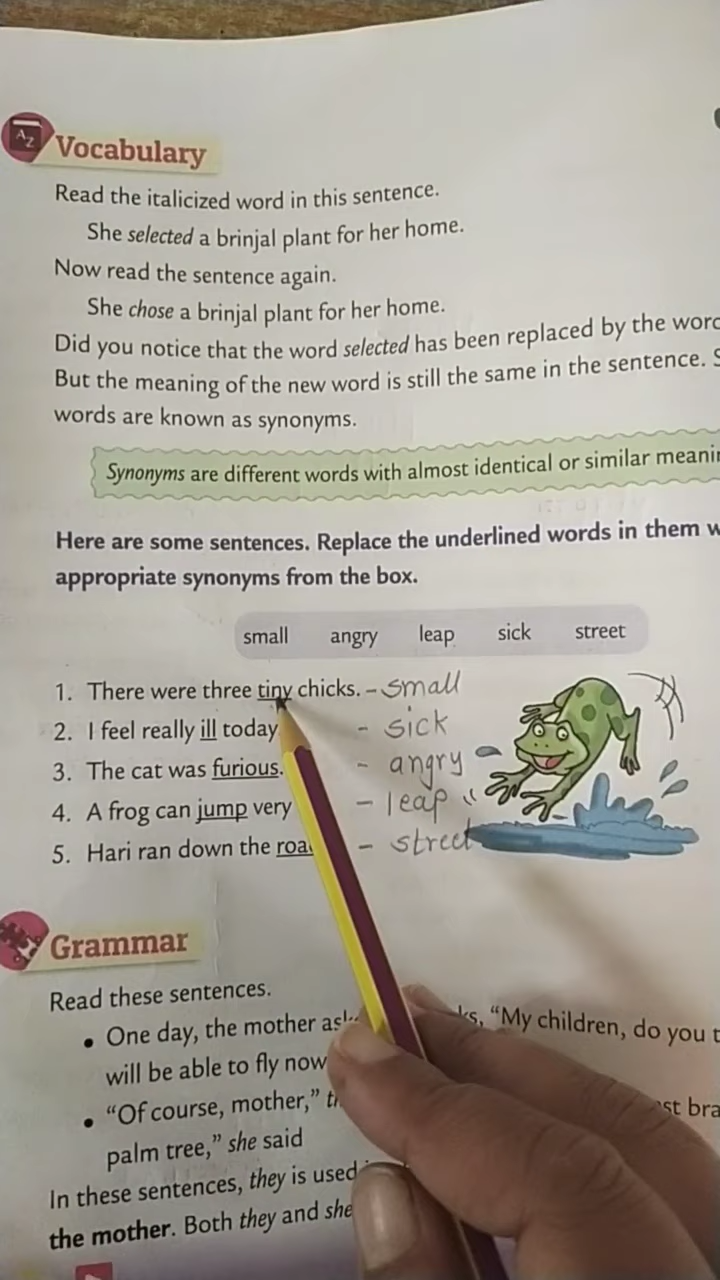 AZ
Vocabulary
Read the italicized word in this sentence.
She selected a brinjal plant for her home.
Now read the sentence again.
She chose a brinjal plant for her home.
Did you notice that the word selected has been replaced by the
But the meaning of the new word is still the same in the sentence.
words are known as synonyms.
Synonyms are different words with almost identical or similar
Here are some sentences. Replace the underlined words in them
appropriate synonyms from the box.
small angry leap sick street
1. There were three tiny chicks. - small
2. I feel really ill today - sick
3. The cat was furious. - angry
4. A frog can jump very - leap "
5. Hari ran down the - street
Grammar
Read these sentences.
• One day, the mother "My children, do you
will be able to fly now
• "Of course, mother,"
palm tree," she said
In these sentences, they is used
the mother. Both they and she